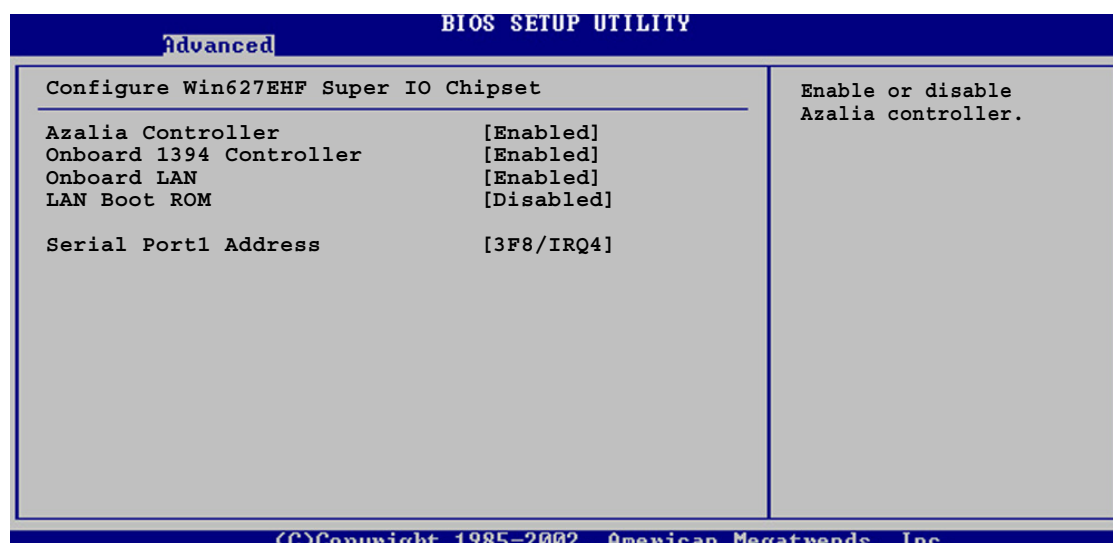 BIOS SETUP UTILITY
Advanced
Configure Win627EHF Super IO Chipset
Azalia Controller [Enabled]
Onboard 1394 Controller [Enabled]
Onboard LAN [Enabled]
LAN Boot ROM [Disabled]
Serial Port1 Address [3F8/IRQ4]
Enable or disable
Azalia controller.
(C)Copyright 1985-2002, American Megatrends, Inc